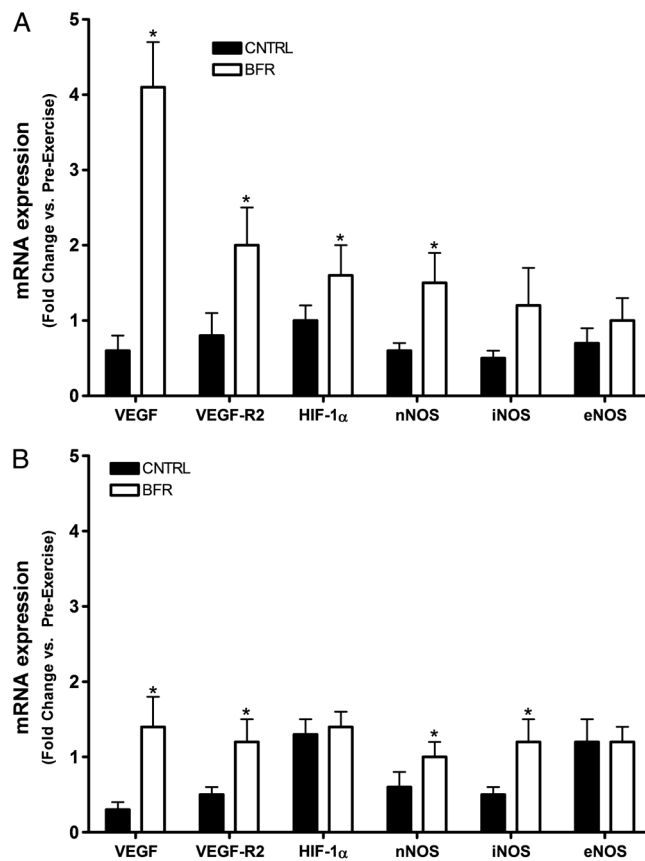 A
5
4
3
2
1
0
mRNA expression
(Fold Change vs. Pre-Exercise)
CNTRL
BFR
*
*
*
*
VEGF VEGF-R2 HIF-1α nNOS iNOS eNOS
B
5
4
3
2
1
0
mRNA expression
(Fold Change vs. Pre-Exercise)
CNTRL
BFR
*
*
*
*
VEGF VEGF-R2 HIF-1α nNOS iNOS eNOS